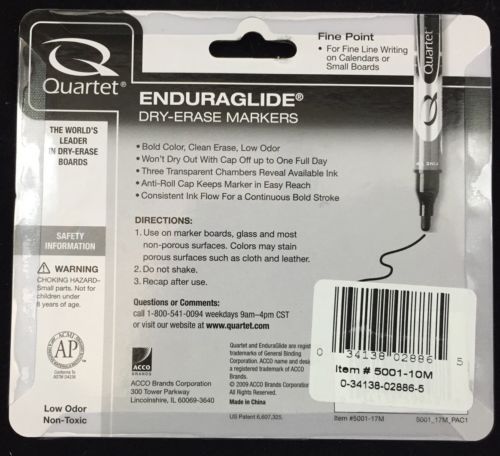 Quartet®
ENDURAGLIDE®
DRY-ERASE MARKERS
Fine Point
• For Fine Line Writing
on Calendars or
Small Boards
Quartet
THE WORLD'S
LEADER
IN DRY-ERASE
BOARDS
• Bold Color, Clean Erase, Low Odor
• Won't Dry Out With Cap Off up to One Full Day
• Three Transparent Chambers Reveal Available Ink
• Anti-Roll Cap Keeps Marker in Easy Reach
• Consistent Ink Flow For a Continuous Bold Stroke
DIRECTIONS:
1. Use on marker boards, glass and most
non-porous surfaces. Colors may stain
porous surfaces such as cloth and leather.
2. Do not shake.
3. Recap after use.
SAFETY
INFORMATION
WARNING
CHOKING HAZARD–
Small parts. Not for
children under
8 years of age.
ACMI
AP
Conforms To
ASTM D4236
Low Odor
Non-Toxic
Questions or Comments:
call 1-800-541-0094 weekdays 9am–4pm CST
or visit our website at www.quartet.com
ACCO
BRANDS
ACCO Brands Corporation
300 Tower Parkway
Lincolnshire, IL 60069-3640
Quartet and EnduraGlide are
trademarks of General Binding
Corporation. ACCO name and
a registered trademark of ACCO
Brands.
© 2009 ACCO Brands Corporation
All Rights Reserved.
Made in China
US Patent 6,607,325.
0 34138 02886 5
Item # 5001-10M
0-34138-02886-5
Item #5001-17M
5001_17M_PAC1